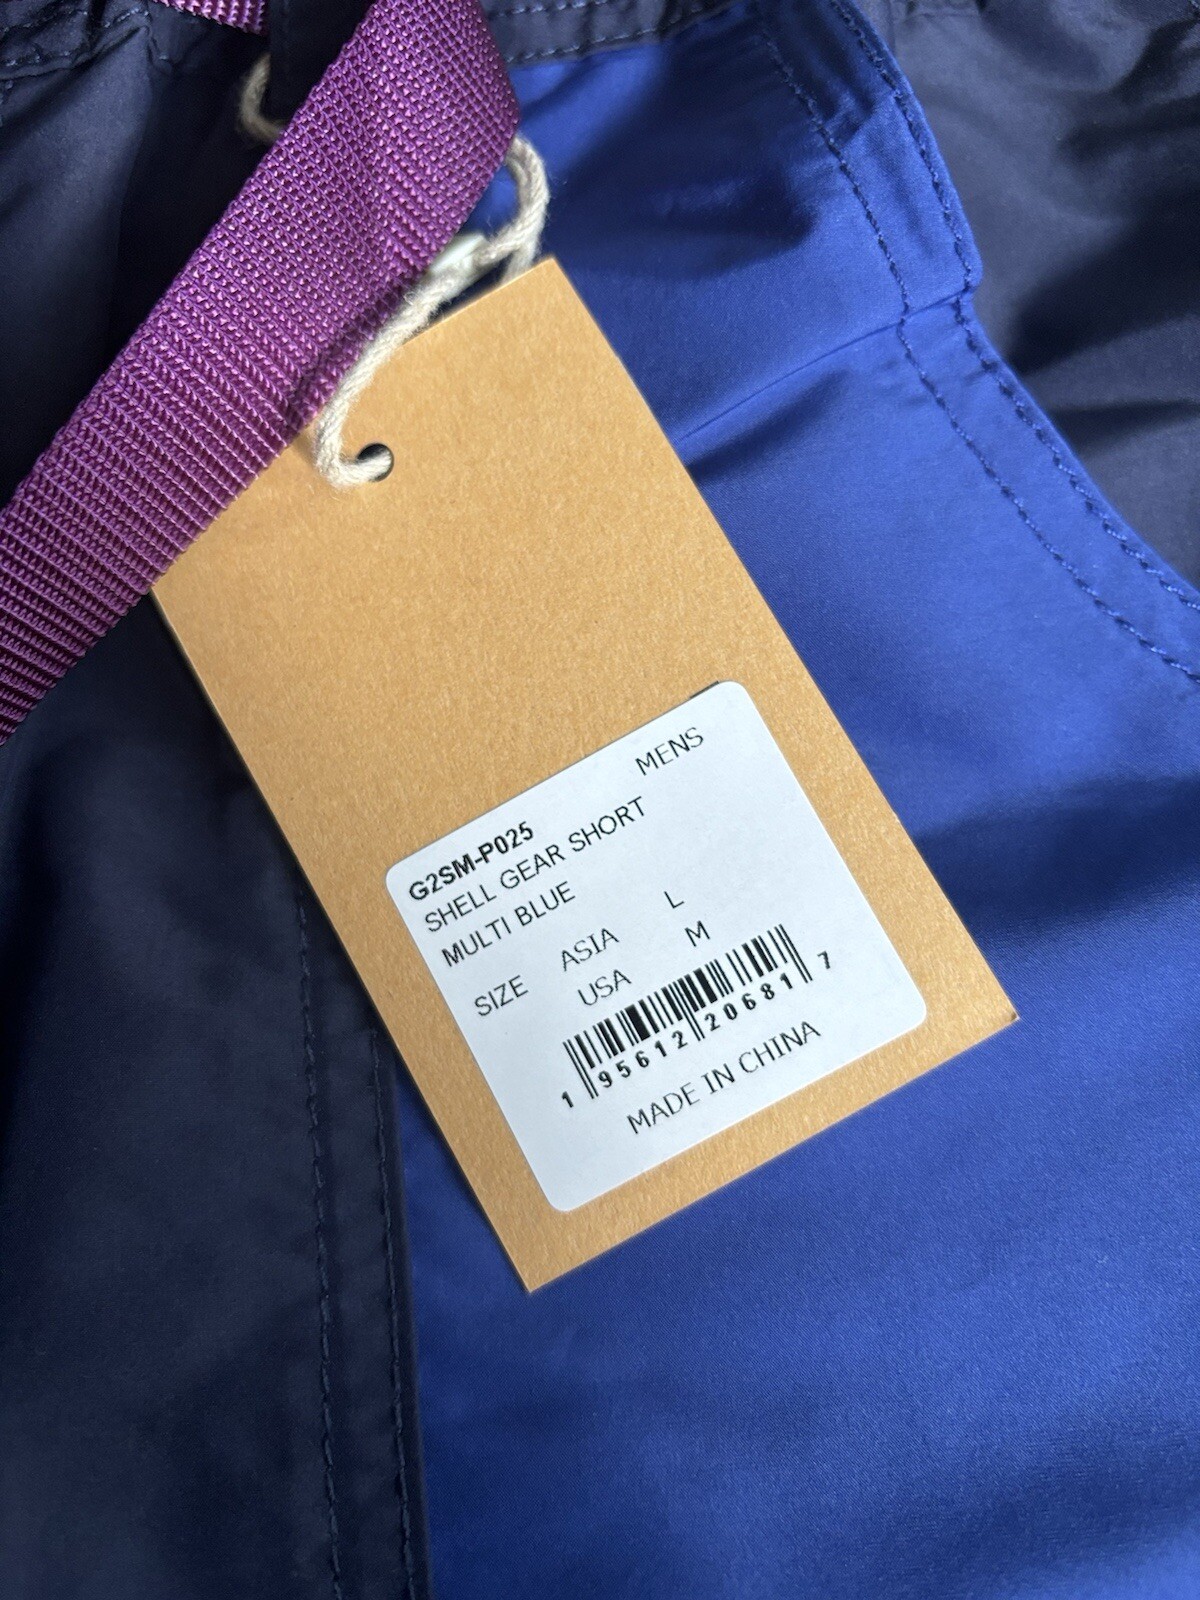 MENS
G2SM-P025
SHELL GEAR SHORT
MULTI BLUE
SIZE ASIA L
USA M
1 95612 20681 7
MADE IN CHINA